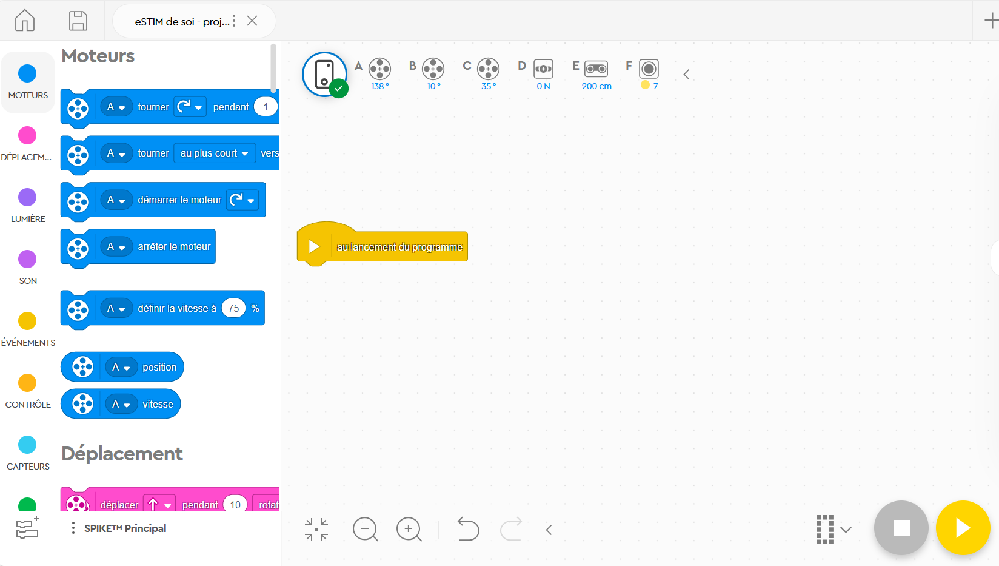 eSTIM de soi - proj...
MOTEURS
DÉPLACEM...
LUMIÈRE
SON
ÉVÉNEMENTS
CONTRÔLE
CAPTEURS
Moteurs
A tourner pendant 1
A tourner au plus court vers
A démarrer le moteur
A arrêter le moteur
A définir la vitesse à 75 %
A position
A vitesse
Déplacement
déplacer pendant 10 rotat
SPIKE™ Principal
A
138 °
B
10 °
C
35 °
D
0 N
E
200 cm
F
7
au lancement du programme